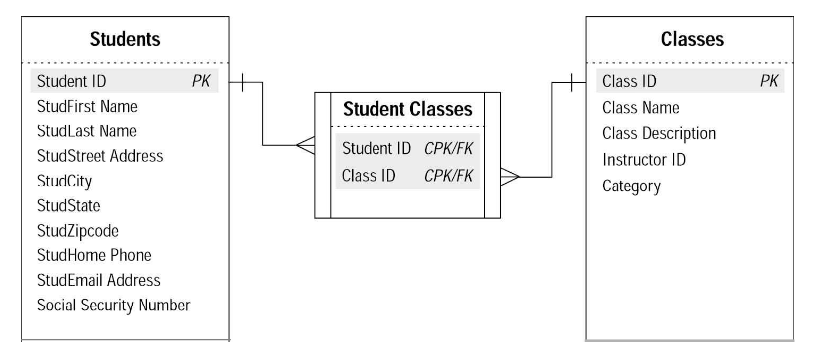 Students
Student ID PK
StudFirst Name
StudLast Name
StudStreet Address
StudCity
StudState
StudZipcode
StudHome Phone
StudEmail Address
Social Security Number
Student Classes
Student ID CPK/FK
Class ID CPK/FK
Classes
Class ID PK
Class Name
Class Description
Instructor ID
Category